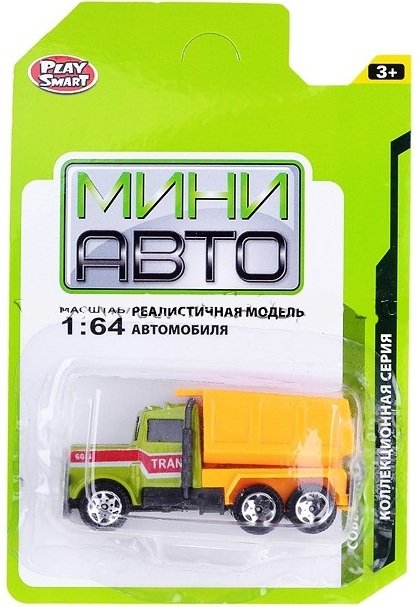 PLAY
SMART
3+
МИНИ
АВТО
МАСШТАБ
1:64
РЕАЛИСТИЧНАЯ МОДЕЛЬ
АВТОМОБИЛЯ
КОЛЛЕКЦИОННАЯ СЕРИЯ
TRAN